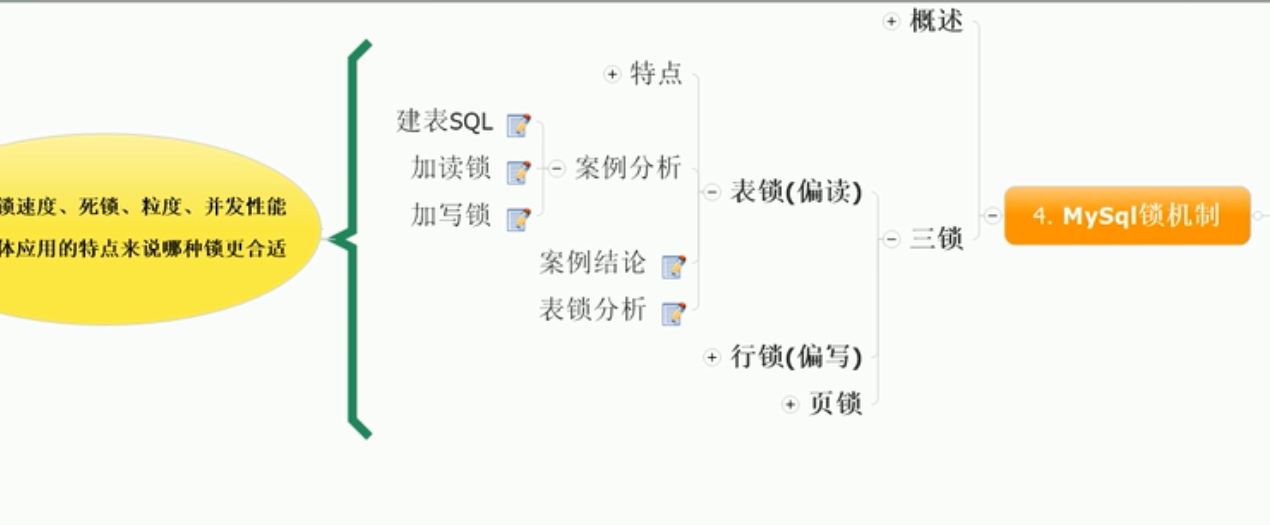 概述
特点
建表SQL
加读锁
案例分析
表锁(偏读)
锁速度、死锁、粒度、并发性能
4. MySql锁机制
加写锁
三锁
体应用的特点来说哪种锁更合适
案例结论
表锁分析
行锁(偏写)
页锁